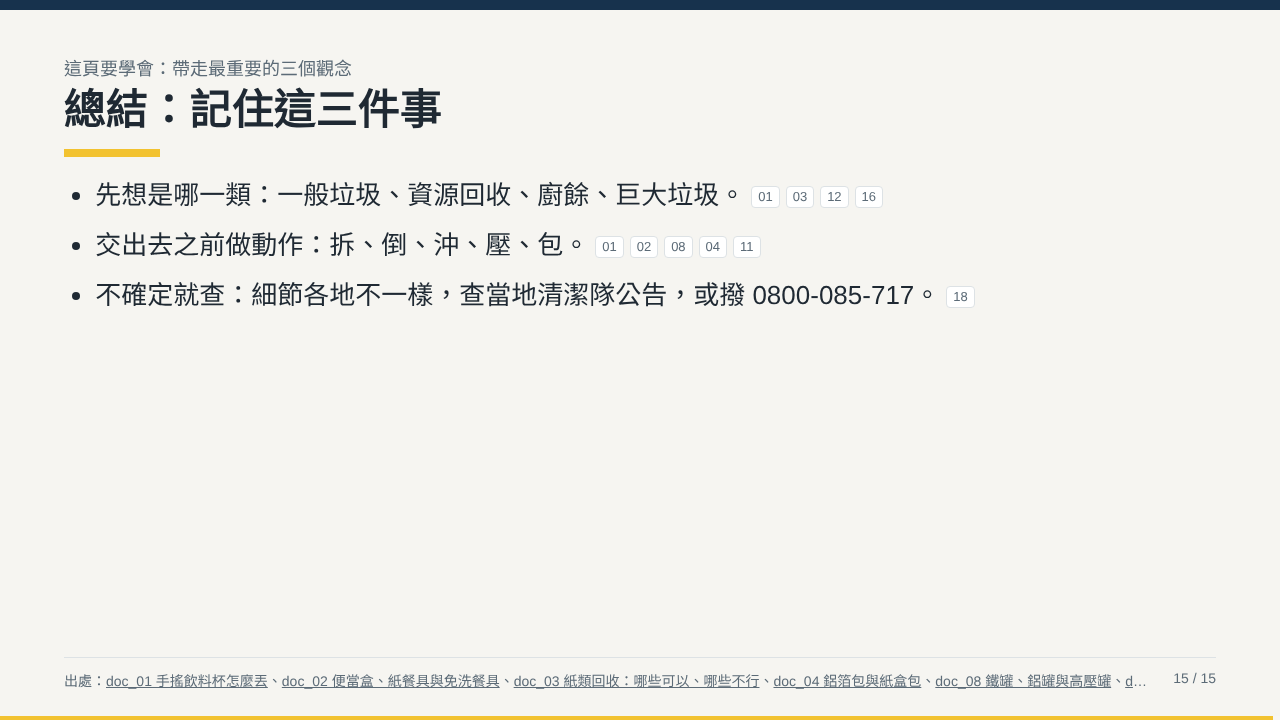 這頁要學會：帶走最重要的三個觀念
總結：記住這三件事
• 先想是哪一類：一般垃圾、資源回收、廚餘、巨大垃圾。 01 03 12 16
• 交出去之前做動作：拆、倒、沖、壓、包。 01 02 08 04 11
• 不確定就查：細節各地不一樣，查當地清潔隊公告，或撥 0800-085-717。 18
出處：doc_01 手搖飲料杯怎麼丟、doc_02 便當盒、紙餐具與免洗餐具、doc_03 紙類回收：哪些可以、哪些不行、doc_04 鋁箔包與紙盒包、doc_08 鐵罐、鋁罐與高壓罐、d… 15 / 15